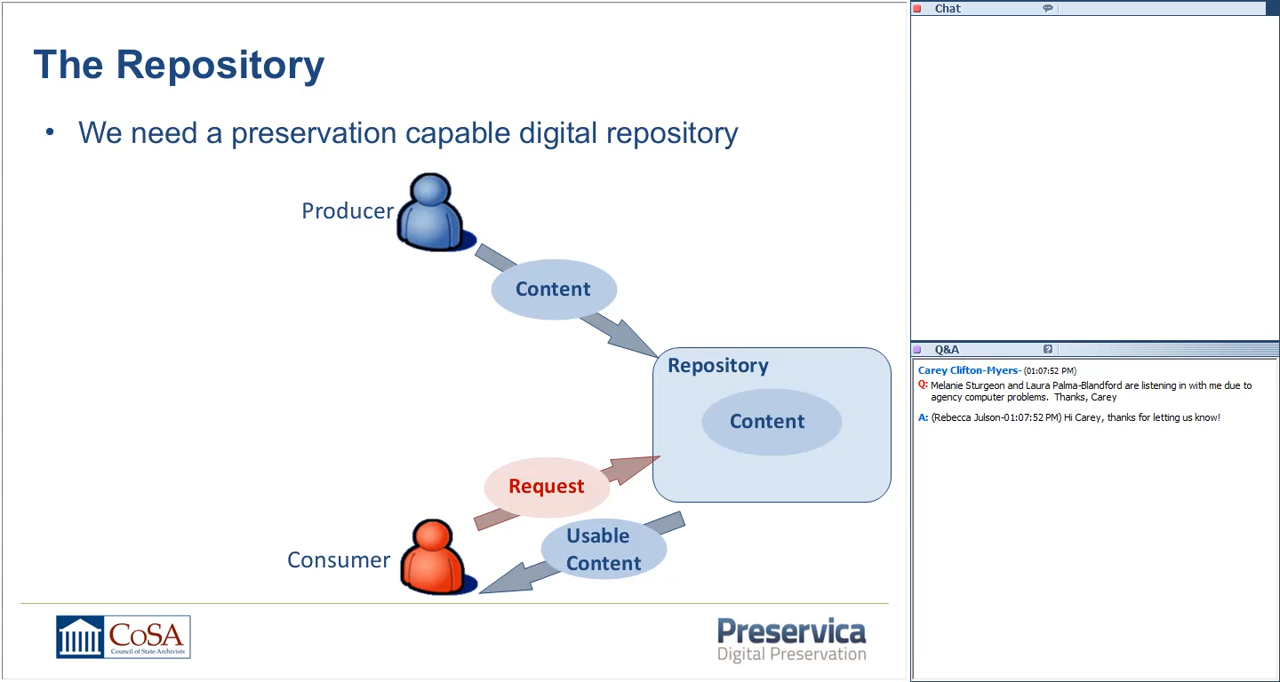 The Repository
• We need a preservation capable digital repository
Producer
Content
Repository
Content
Request
Usable
Content
Consumer
CoSA
Council of State Archivists
Preservica
Digital Preservation
Chat
Q&A
?
Carey Clifton-Myers- (01:07:52 PM)
Q: Melanie Sturgeon and Laura Palma-Blandford are listening in with me due to
agency computer problems. Thanks, Carey
A: (Rebecca Julson-01:07:52 PM) Hi Carey, thanks for letting us know!